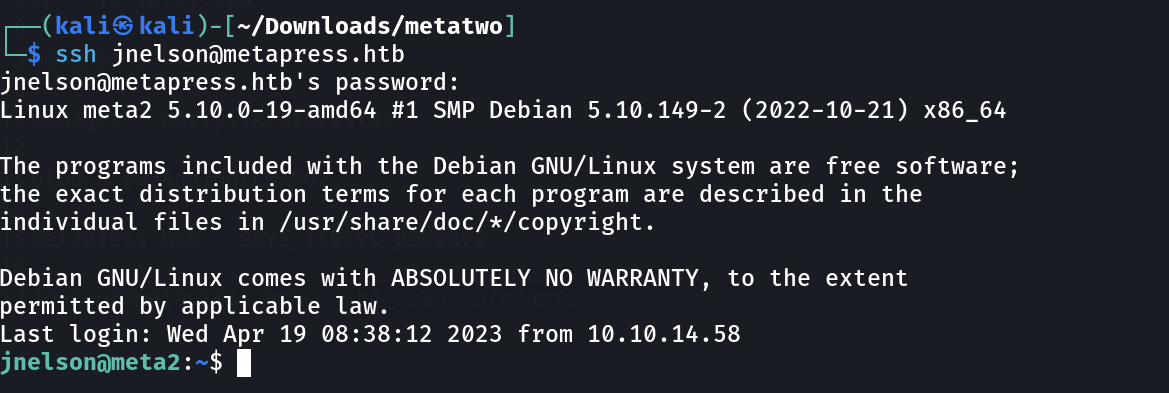 ┌──(kali㉿kali)-[~/Downloads/metatwo]
└─$ ssh jnelson@metapress.htb
jnelson@metapress.htb's password:
Linux meta2 5.10.0-19-amd64 #1 SMP Debian 5.10.149-2 (2022-10-21) x86_64
The programs included with the Debian GNU/Linux system are free software;
the exact distribution terms for each program are described in the
individual files in /usr/share/doc/*/copyright.
Debian GNU/Linux comes with ABSOLUTELY NO WARRANTY, to the extent
permitted by applicable law.
Last login: Wed Apr 19 08:38:12 2023 from 10.10.14.58
jnelson@meta2:~$